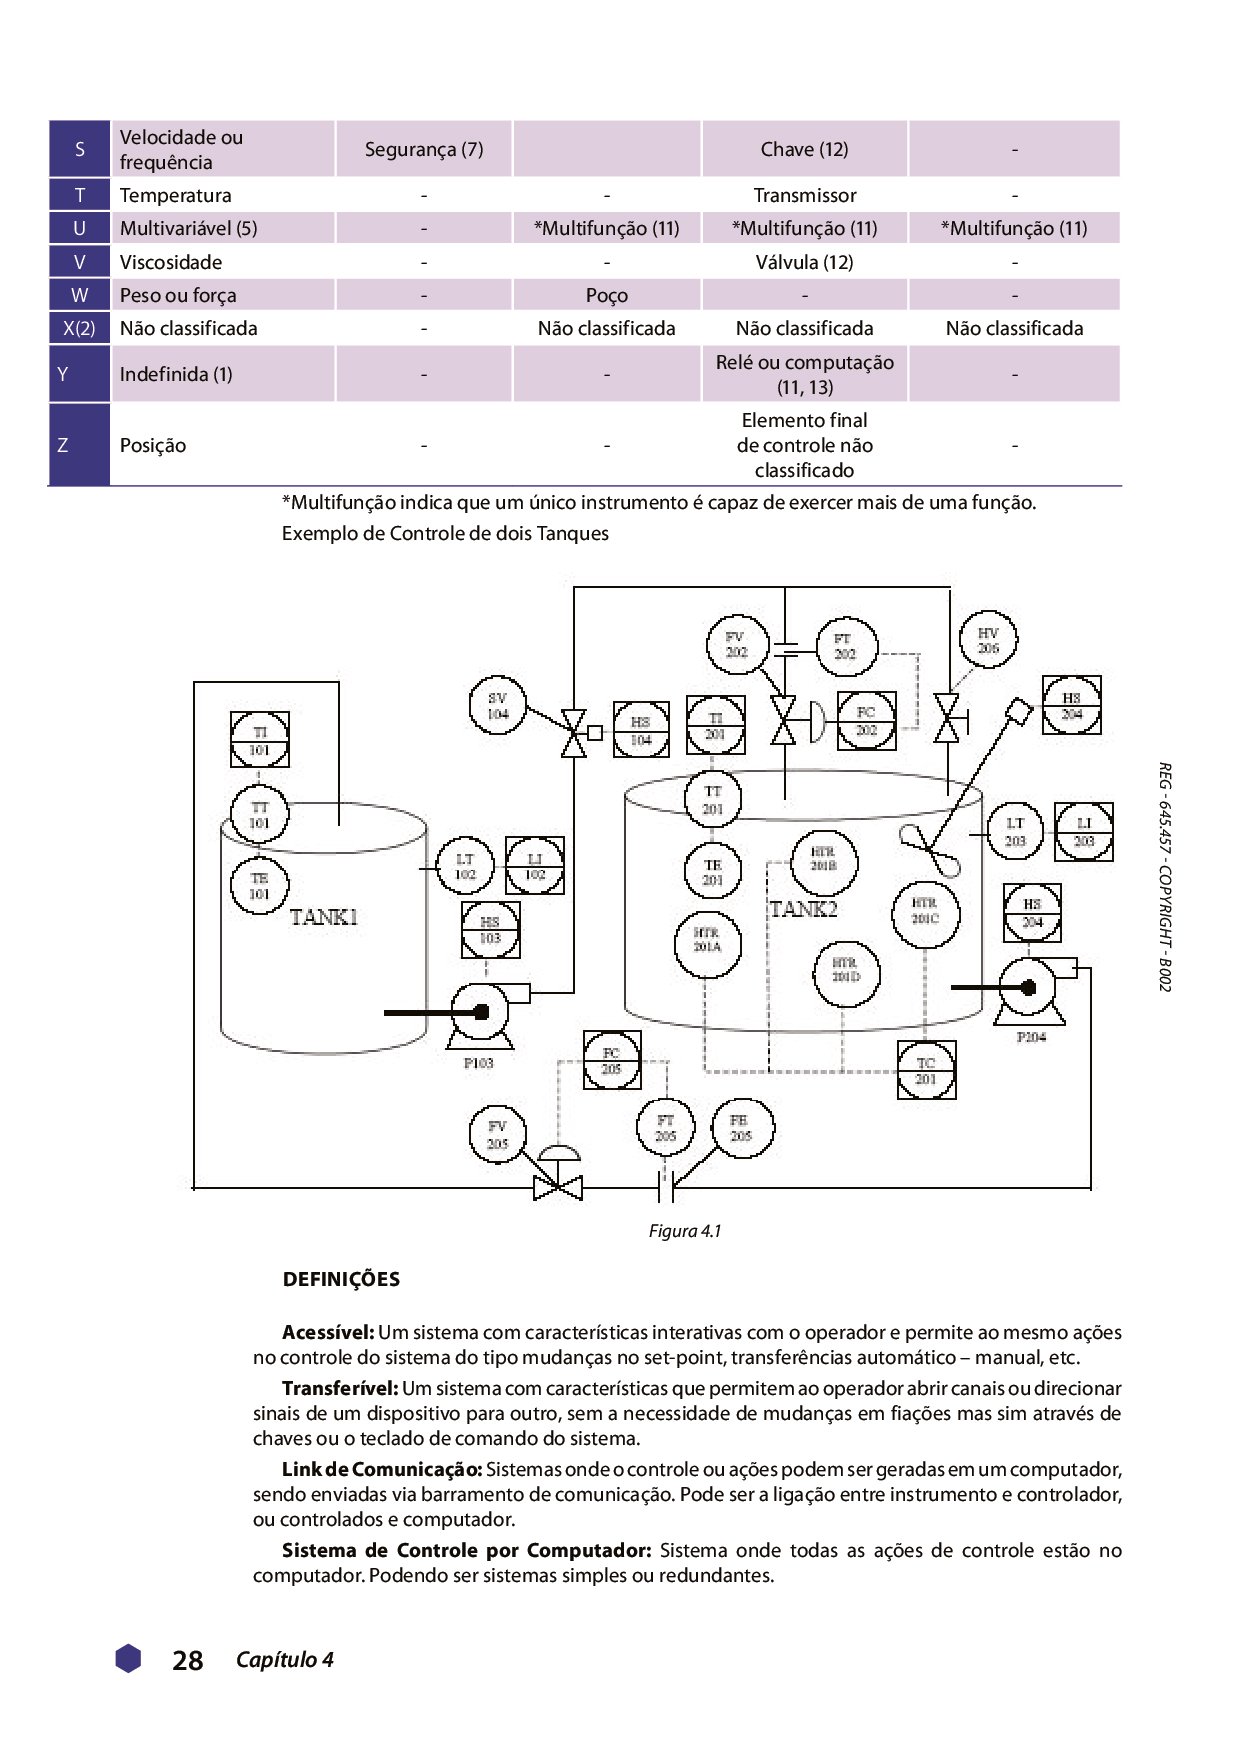 S Velocidade ou frequência Segurança (7) Chave (12) -
T Temperatura - - Transmissor -
U Multivariável (5) - *Multifunção (11) *Multifunção (11) *Multifunção (11)
V Viscosidade - - Válvula (12) -
W Peso ou força - Poço - -
X(2) Não classificada - Não classificada Não classificada Não classificada
Y Indefinida (1) - - Relé ou computação (11, 13) -
Z Posição - - Elemento final de controle não classificado -
*Multifunção indica que um único instrumento é capaz de exercer mais de uma função.
Exemplo de Controle de dois Tanques
FV 202
FT 202
HV 206
SV 104
HS 104
TI 201
FC 202
HS 204
TI 101
TT 101
TE 101
TANK1
LT 102
LI 102
HS 103
P103
TT 201
TE 201
HTR 201A
HTR 201B
TANK2
HTR 201C
HTR 201D
LT 203
LI 203
HS 204
P204
FC 205
TC 201
FV 205
FT 205
FE 205
Figura 4.1
REG - 645.457 - COPYRIGHT - B002
DEFINIÇÕES
Acessível: Um sistema com características interativas com o operador e permite ao mesmo ações
no controle do sistema do tipo mudanças no set-point, transferências automático – manual, etc.
Transferível: Um sistema com características que permitem ao operador abrir canais ou direcionar
sinais de um dispositivo para outro, sem a necessidade de mudanças em fiações mas sim através de
chaves ou o teclado de comando do sistema.
Link de Comunicação: Sistemas onde o controle ou ações podem ser geradas em um computador,
sendo enviadas via barramento de comunicação. Pode ser a ligação entre instrumento e controlador,
ou controlados e computador.
Sistema de Controle por Computador: Sistema onde todas as ações de controle estão no
computador. Podendo ser sistemas simples ou redundantes.
28 Capítulo 4